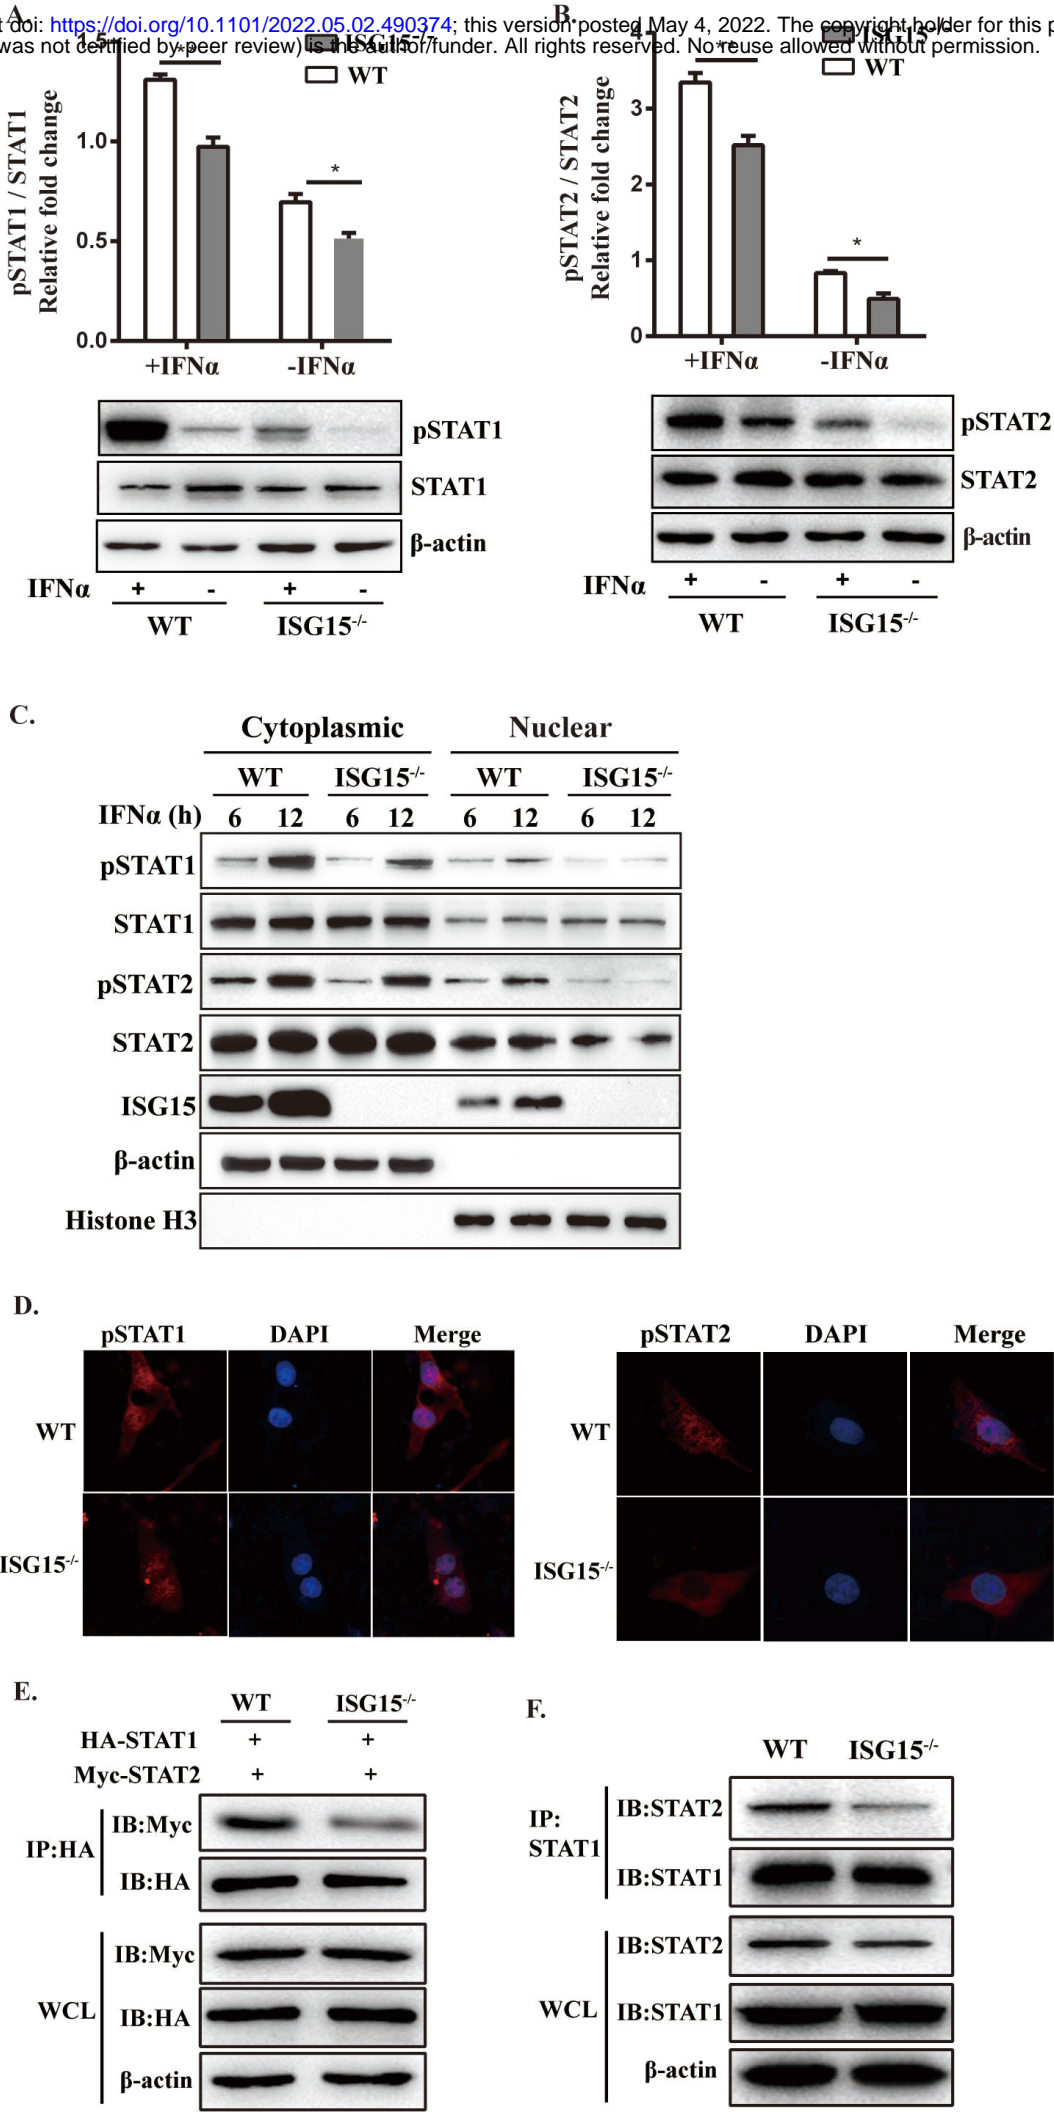 t doi: https://doi.org/10.1101/2022.05.02.490374; this version posted May 4, 2022. The copyright holder for this p
was not certified by peer review) is the author/funder. All rights reserved. No reuse allowed without permission.
A.
pSTAT1 / STAT1
Relative fold change
1.5
1.0
0.5
0.0
ISG15-/-
WT
**
*
+IFNα -IFNα
pSTAT1
STAT1
β-actin
IFNα + - + -
WT ISG15-/-
B.
pSTAT2 / STAT2
Relative fold change
4
3
2
1
0
ISG15-/-
WT
**
*
+IFNα -IFNα
pSTAT2
STAT2
β-actin
IFNα + - + -
WT ISG15-/-
C.
Cytoplasmic Nuclear
WT ISG15-/- WT ISG15-/-
IFNα (h) 6 12 6 12 6 12 6 12
pSTAT1
STAT1
pSTAT2
STAT2
ISG15
β-actin
Histone H3
D.
pSTAT1 DAPI Merge
WT
ISG15-/-
pSTAT2 DAPI Merge
WT
ISG15-/-
E.
WT ISG15-/-
HA-STAT1 + +
Myc-STAT2 + +
IP:HA
IB:Myc
IB:HA
WCL
IB:Myc
IB:HA
β-actin
F.
WT ISG15-/-
IP:
STAT1
IB:STAT2
IB:STAT1
WCL
IB:STAT2
IB:STAT1
β-actin